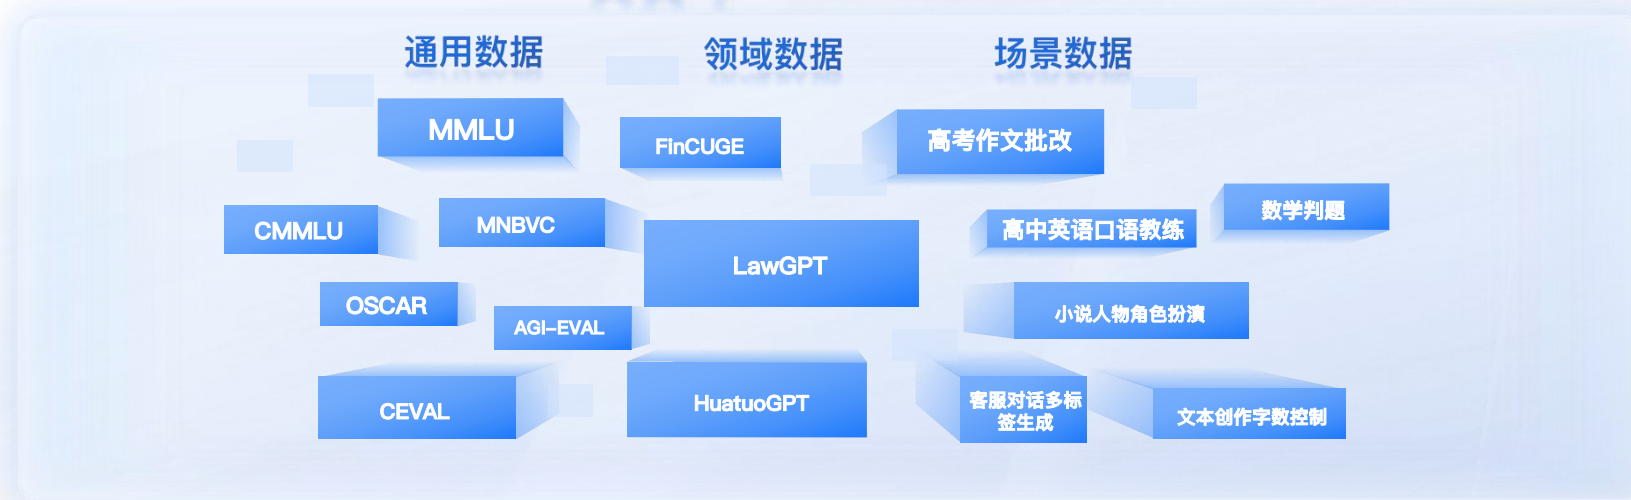 通用数据
领域数据
场景数据
MMLU
FinCUGE
高考作文批改
CMMLU
MNBVC
LawGPT
高中英语口语教练
数学判题
OSCAR
AGI-EVAL
小说人物角色扮演
CEVAL
HuatuoGPT
客服对话多标
签生成
文本创作字数控制